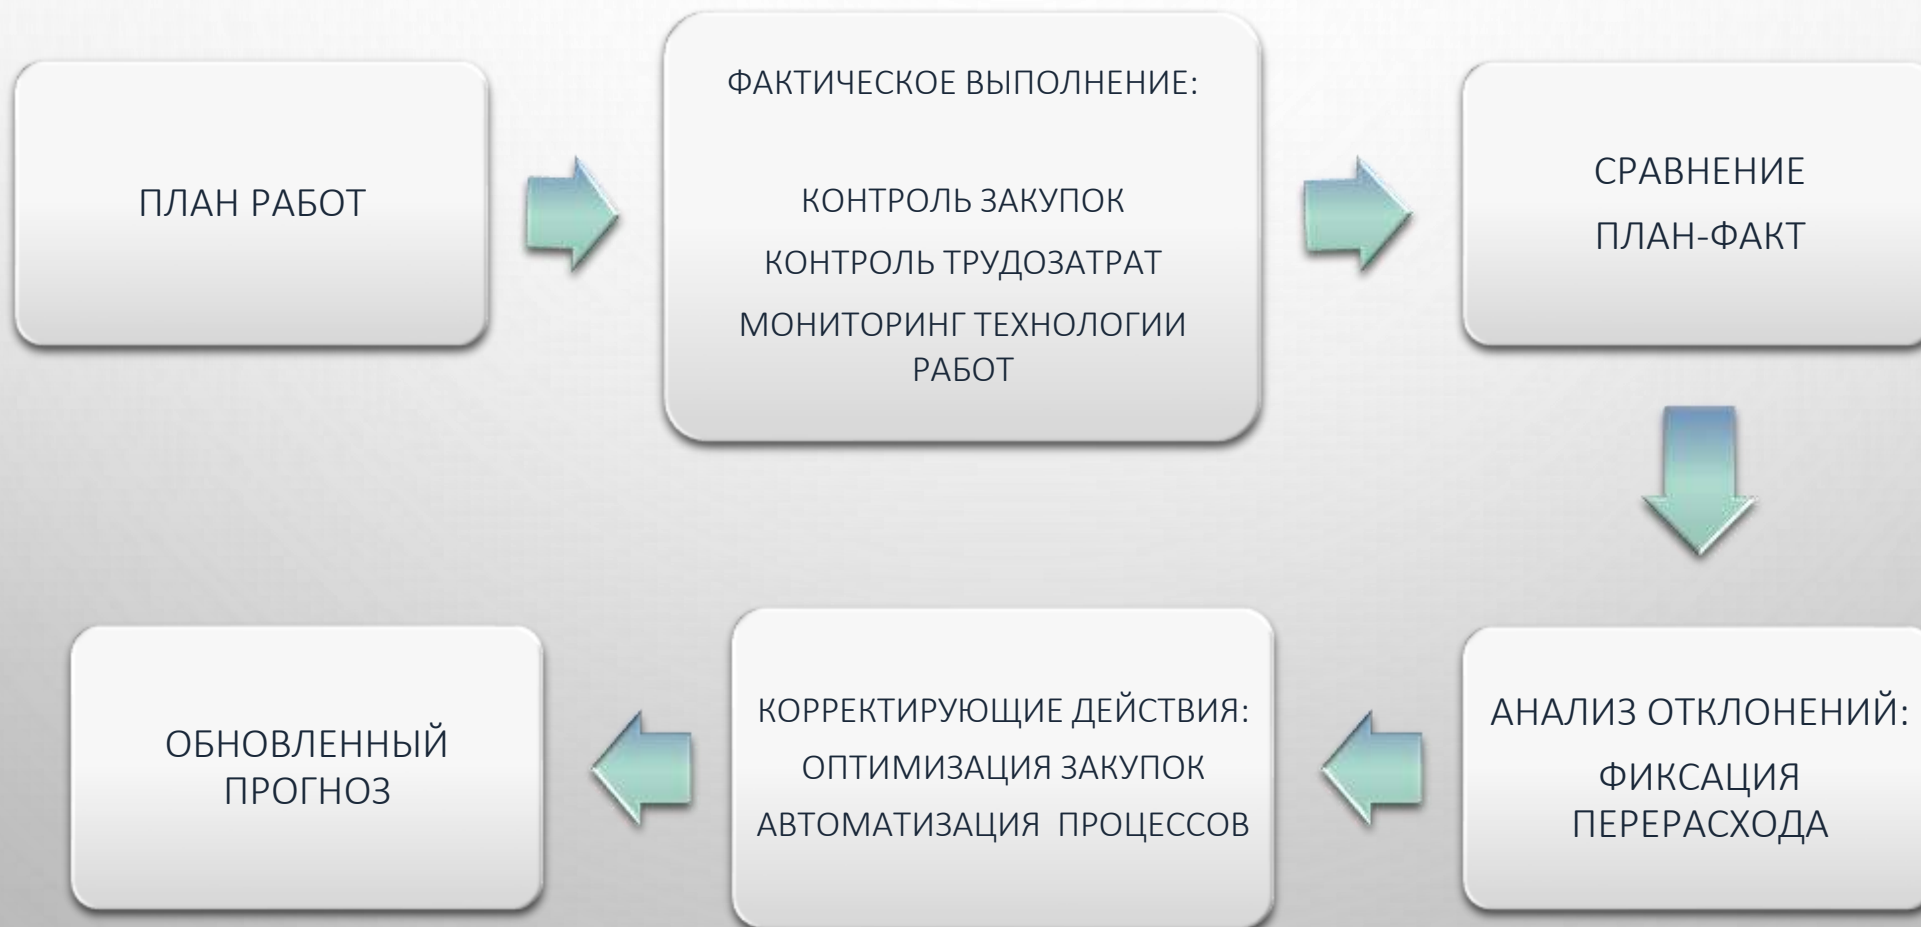 ПЛАН РАБОТ
ФАКТИЧЕСКОЕ ВЫПОЛНЕНИЕ:
КОНТРОЛЬ ЗАКУПОК
КОНТРОЛЬ ТРУДОЗАТРАТ
МОНИТОРИНГ ТЕХНОЛОГИИ
РАБОТ
СРАВНЕНИЕ
ПЛАН-ФАКТ
АНАЛИЗ ОТКЛОНЕНИЙ:
ФИКСАЦИЯ
ПЕРЕРАСХОДА
КОРРЕКТИРУЮЩИЕ ДЕЙСТВИЯ:
ОПТИМИЗАЦИЯ ЗАКУПОК
АВТОМАТИЗАЦИЯ ПРОЦЕССОВ
ОБНОВЛЕННЫЙ
ПРОГНОЗ